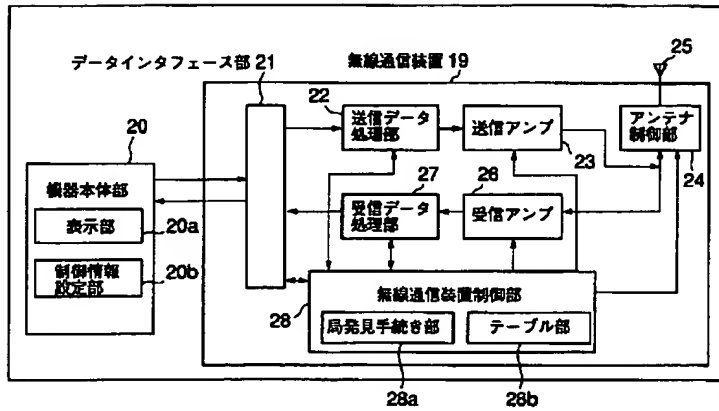 データインタフェース部 21
無線通信装置 19
25
22
送信データ
処理部
送信アンプ
23
アンテナ
制御部
24
20
機器本体部
表示部
20a
制御情報
設定部
20b
27
受信データ
処理部
26
受信アンプ
無線通信装置制御部
28
局発見手続き部
テーブル部
28a
28b